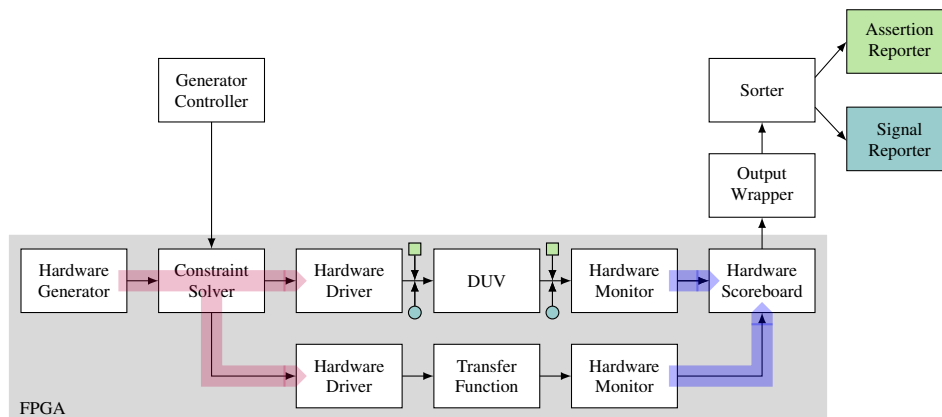 Assertion
Reporter
Generator
Controller
Sorter
Signal
Reporter
Output
Wrapper
Hardware
Generator
Constraint
Solver
Hardware
Driver
DUV
Hardware
Monitor
Hardware
Scoreboard
Hardware
Driver
Transfer
Function
Hardware
Monitor
FPGA